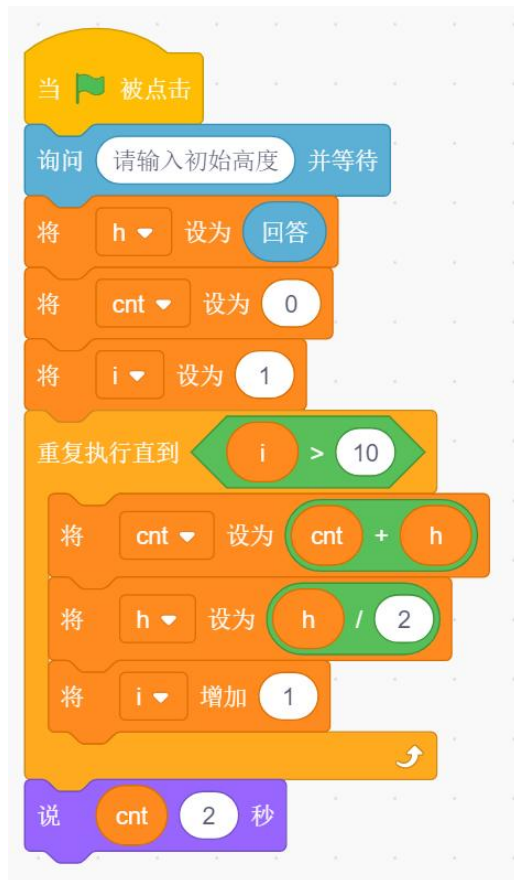 当 被点击
询问 请输入初始高度 并等待
将 h 设为 回答
将 cnt 设为 0
将 i 设为 1
重复执行直到 i > 10
将 cnt 设为 cnt + h
将 h 设为 h / 2
将 i 增加 1
说 cnt 2 秒